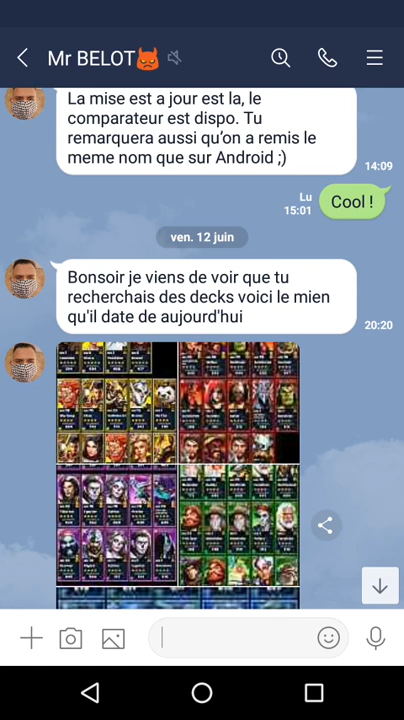 Mr BELOT
La mise est a jour est la, le
comparateur est dispo. Tu
remarquera aussi qu'on a remis le
meme nom que sur Android ;)
14:09
Lu
15:01
Cool !
ven. 12 juin
Bonsoir je viens de voir que tu
recherchais des decks voici le mien
qu'il date de aujourd'hui
20:20